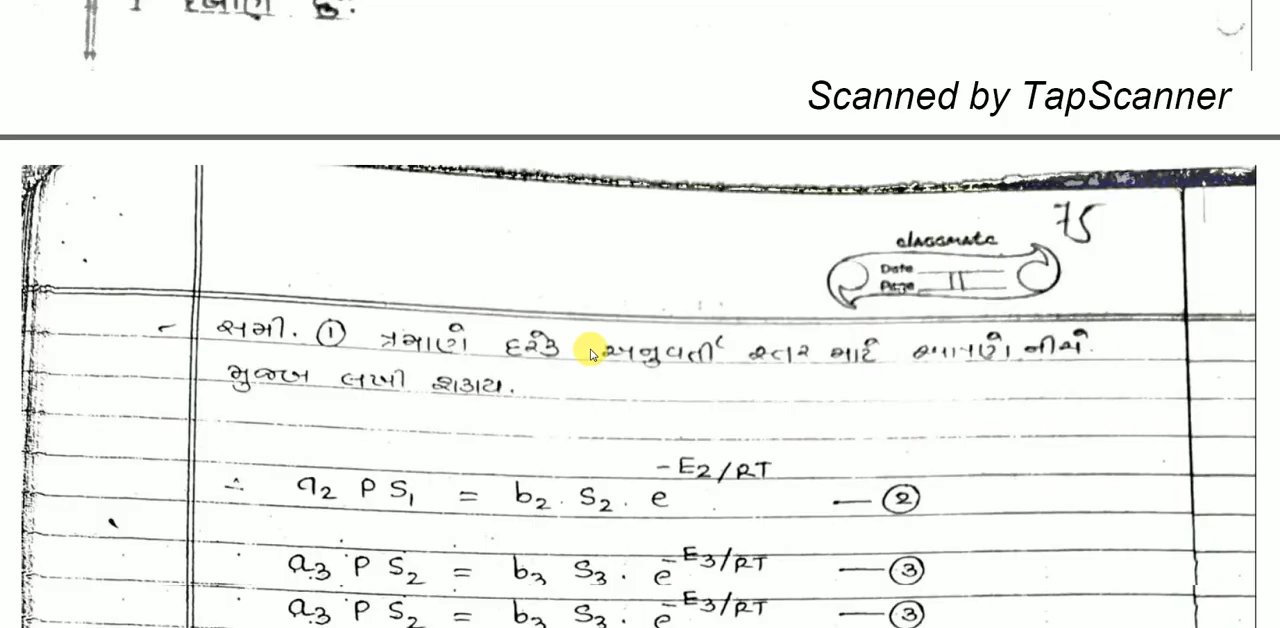 Scanned by TapScanner
75
classmate
Date
Page
- સમી. ① પ્રમાણે દરેક અનુવર્તી સ્તર માટે આપણે નીચે
મુજબ લખી શકાય.
∴ a₂ P S₁ = b₂ . S₂ . e^{-E₂/RT} — ②
a₃ P S₂ = b₃ S₃ . e^{-E₃/RT} — ③
a₃ P S₂ = b₃ S₃ . e^{-E₃/RT} — ③